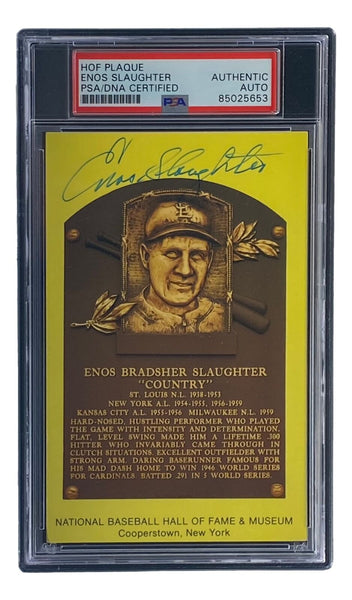 HOF PLAQUE
ENOS SLAUGHTER AUTHENTIC
PSA/DNA CERTIFIED AUTO
PSA 85025653
Enos Slaughter
ENOS BRADSHER SLAUGHTER
"COUNTRY"
ST. LOUIS N.L. 1938-1953
NEW YORK A.L. 1954-1955, 1956-1959
KANSAS CITY A.L. 1955-1956 MILWAUKEE N.L. 1959
HARD-NOSED, HUSTLING PERFORMER WHO PLAYED
THE GAME WITH INTENSITY AND DETERMINATION.
FLAT, LEVEL SWING MADE HIM A LIFETIME .300
HITTER WHO INVARIABLY CAME THROUGH IN
CLUTCH SITUATIONS. EXCELLENT OUTFIELDER WITH
STRONG ARM. DARING BASERUNNER FAMOUS FOR
HIS MAD DASH HOME TO WIN 1946 WORLD SERIES
FOR CARDINALS. BATTED .291 IN 5 WORLD SERIES.
NATIONAL BASEBALL HALL OF FAME & MUSEUM
Cooperstown, New York